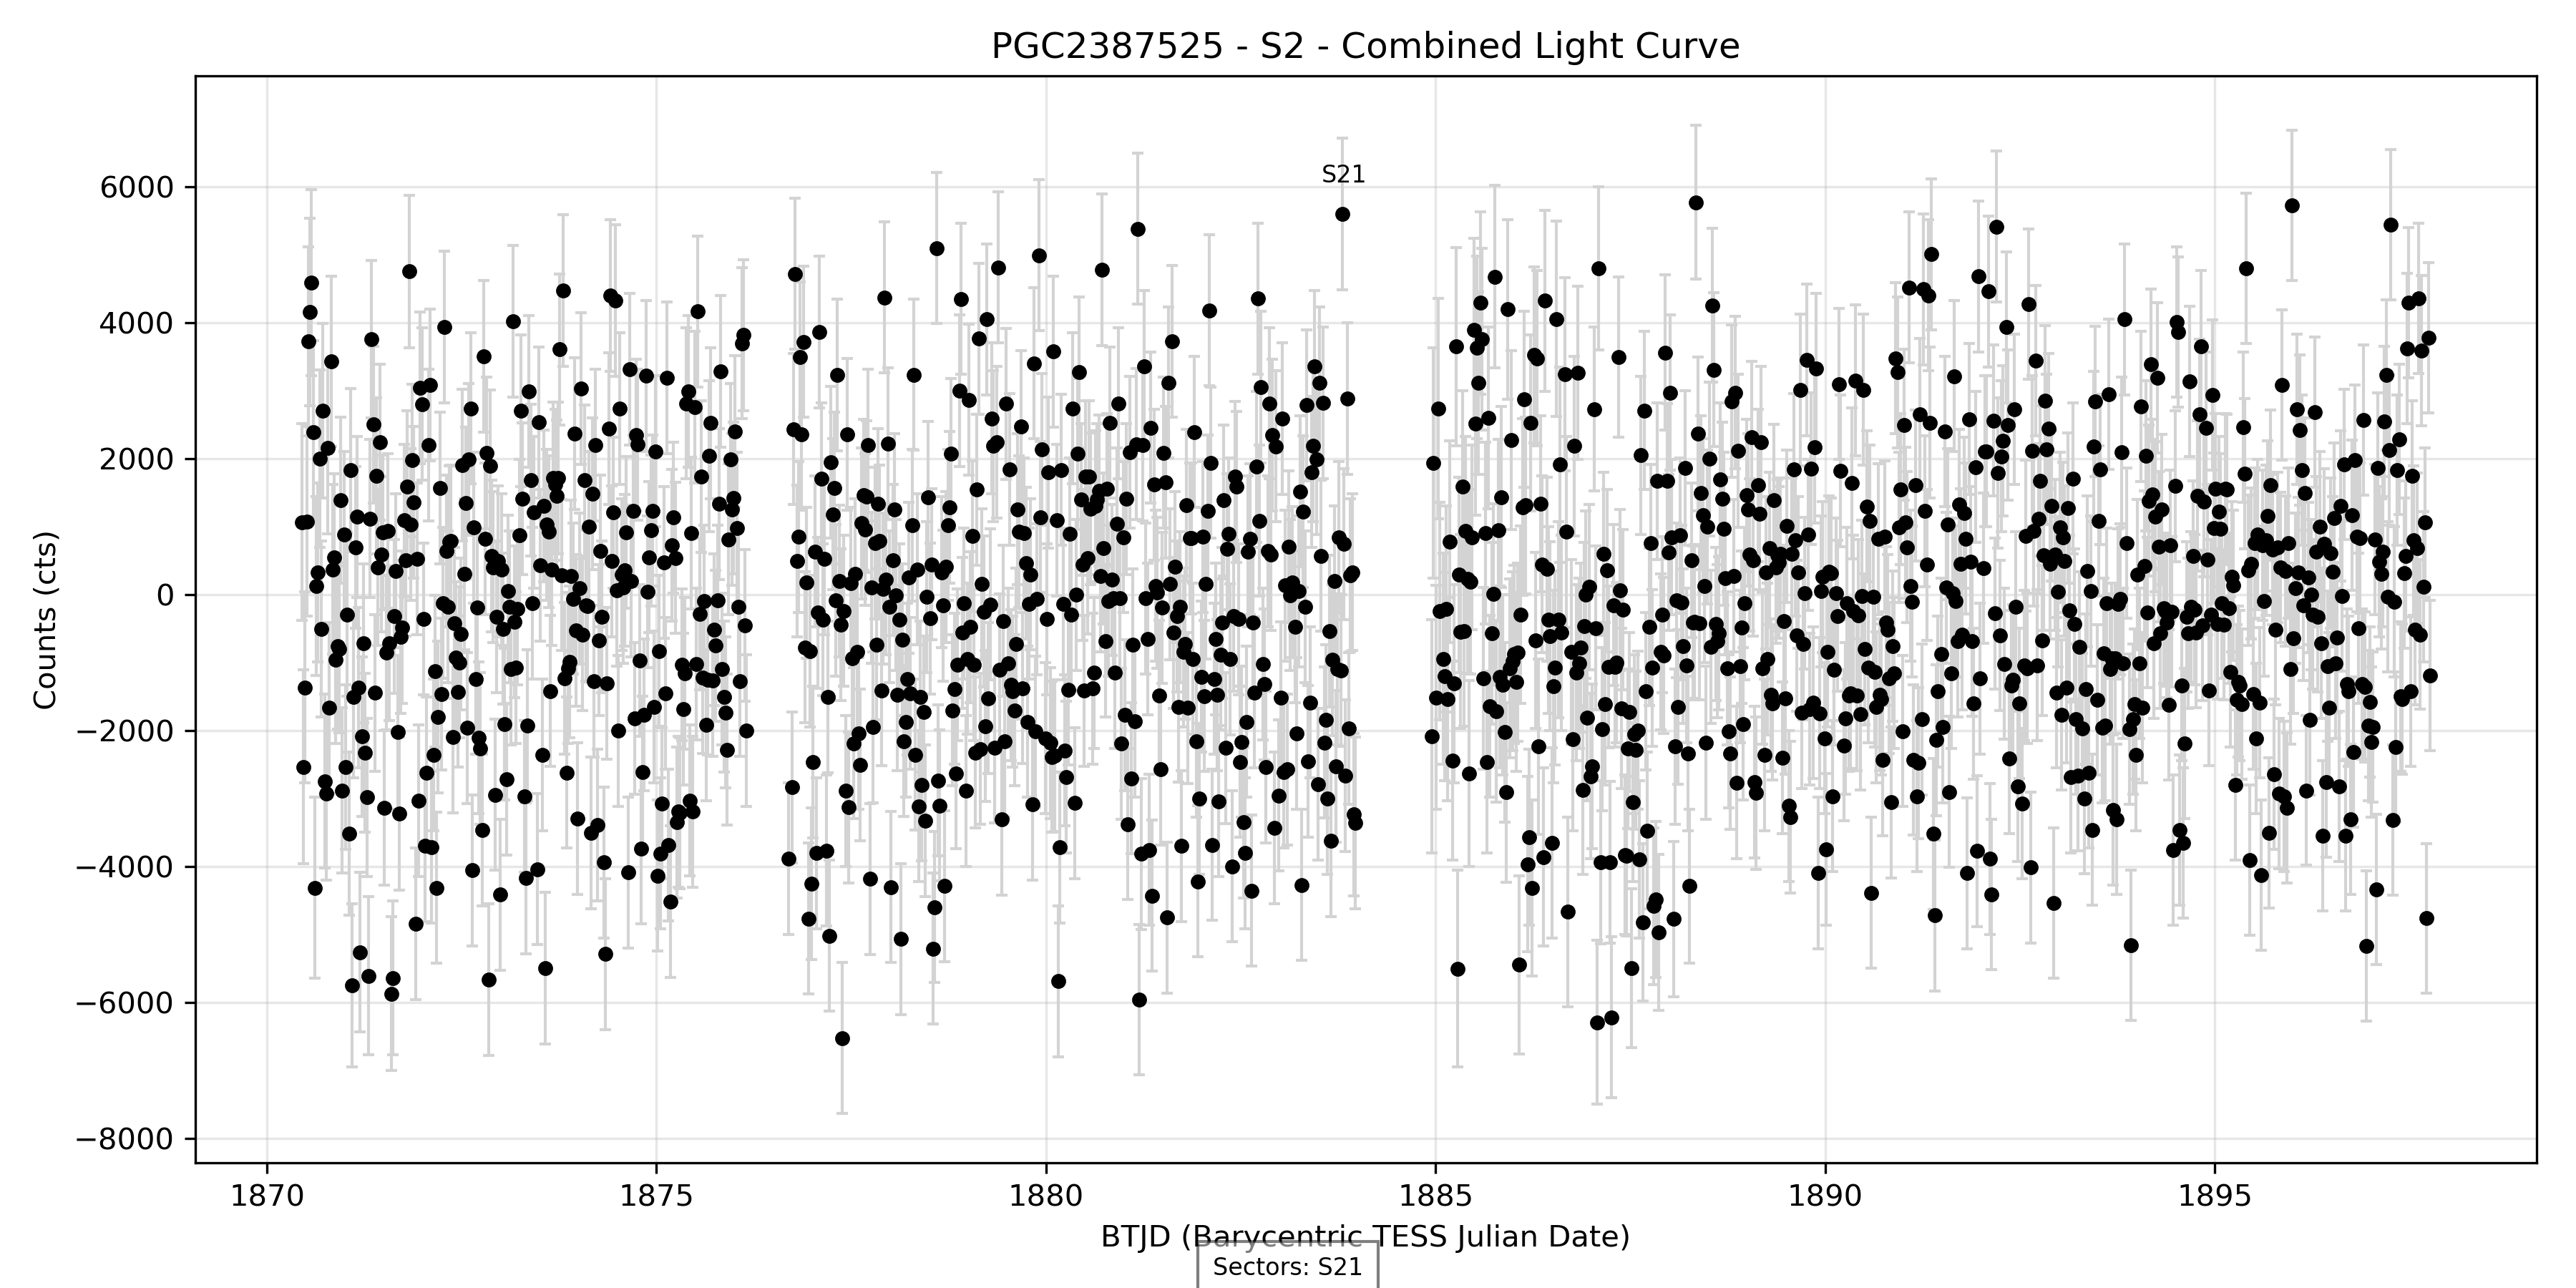 PGC2387525 - S2 - Combined Light Curve
S21
6000
4000
2000
0
−2000
−4000
−6000
−8000
Counts (cts)
1870 1875 1880 1885 1890 1895
BTJD (Barycentric TESS Julian Date)
Sectors: S21